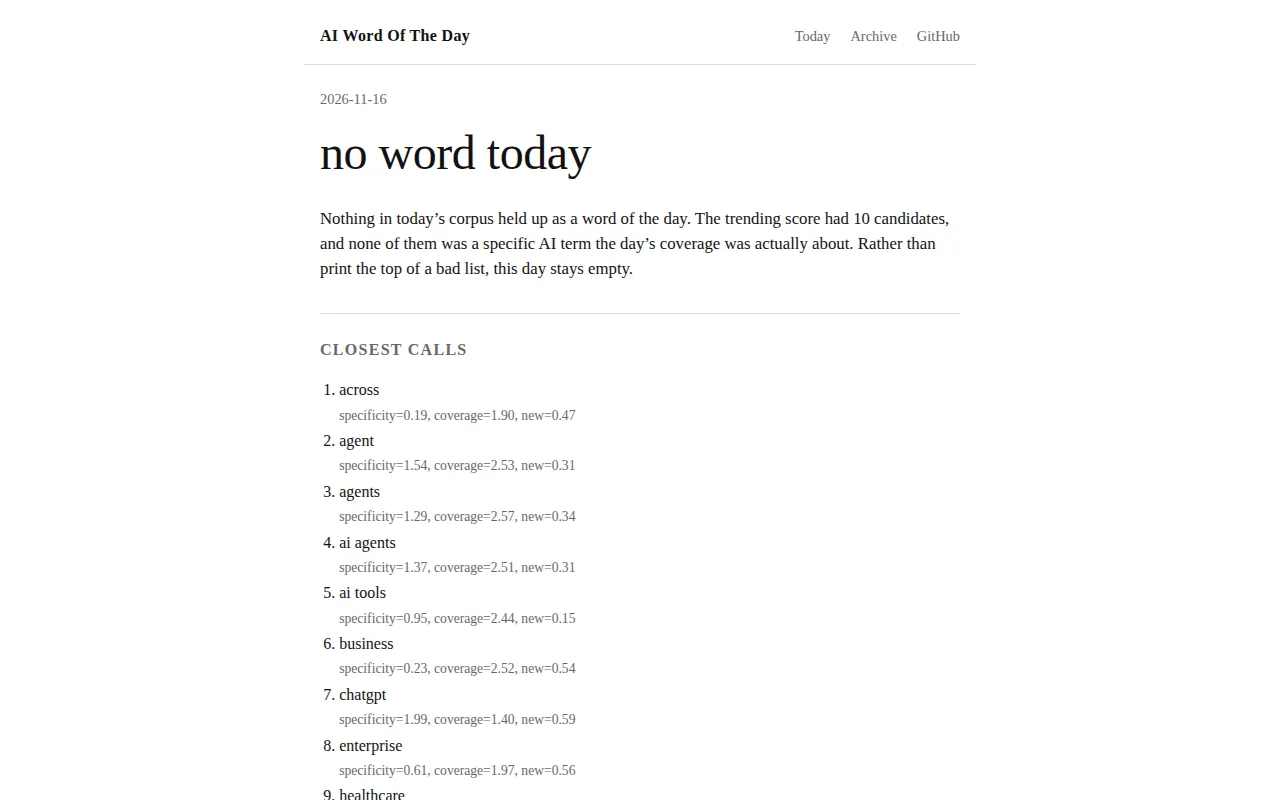 AI Word Of The Day
Today Archive GitHub
2026-11-16
no word today
Nothing in today’s corpus held up as a word of the day. The trending score had 10 candidates,
and none of them was a specific AI term the day’s coverage was actually about. Rather than
print the top of a bad list, this day stays empty.
CLOSEST CALLS
1. across
specificity=0.19, coverage=1.90, new=0.47
2. agent
specificity=1.54, coverage=2.53, new=0.31
3. agents
specificity=1.29, coverage=2.57, new=0.34
4. ai agents
specificity=1.37, coverage=2.51, new=0.31
5. ai tools
specificity=0.95, coverage=2.44, new=0.15
6. business
specificity=0.23, coverage=2.52, new=0.54
7. chatgpt
specificity=1.99, coverage=1.40, new=0.59
8. enterprise
specificity=0.61, coverage=1.97, new=0.56
9. healthcare